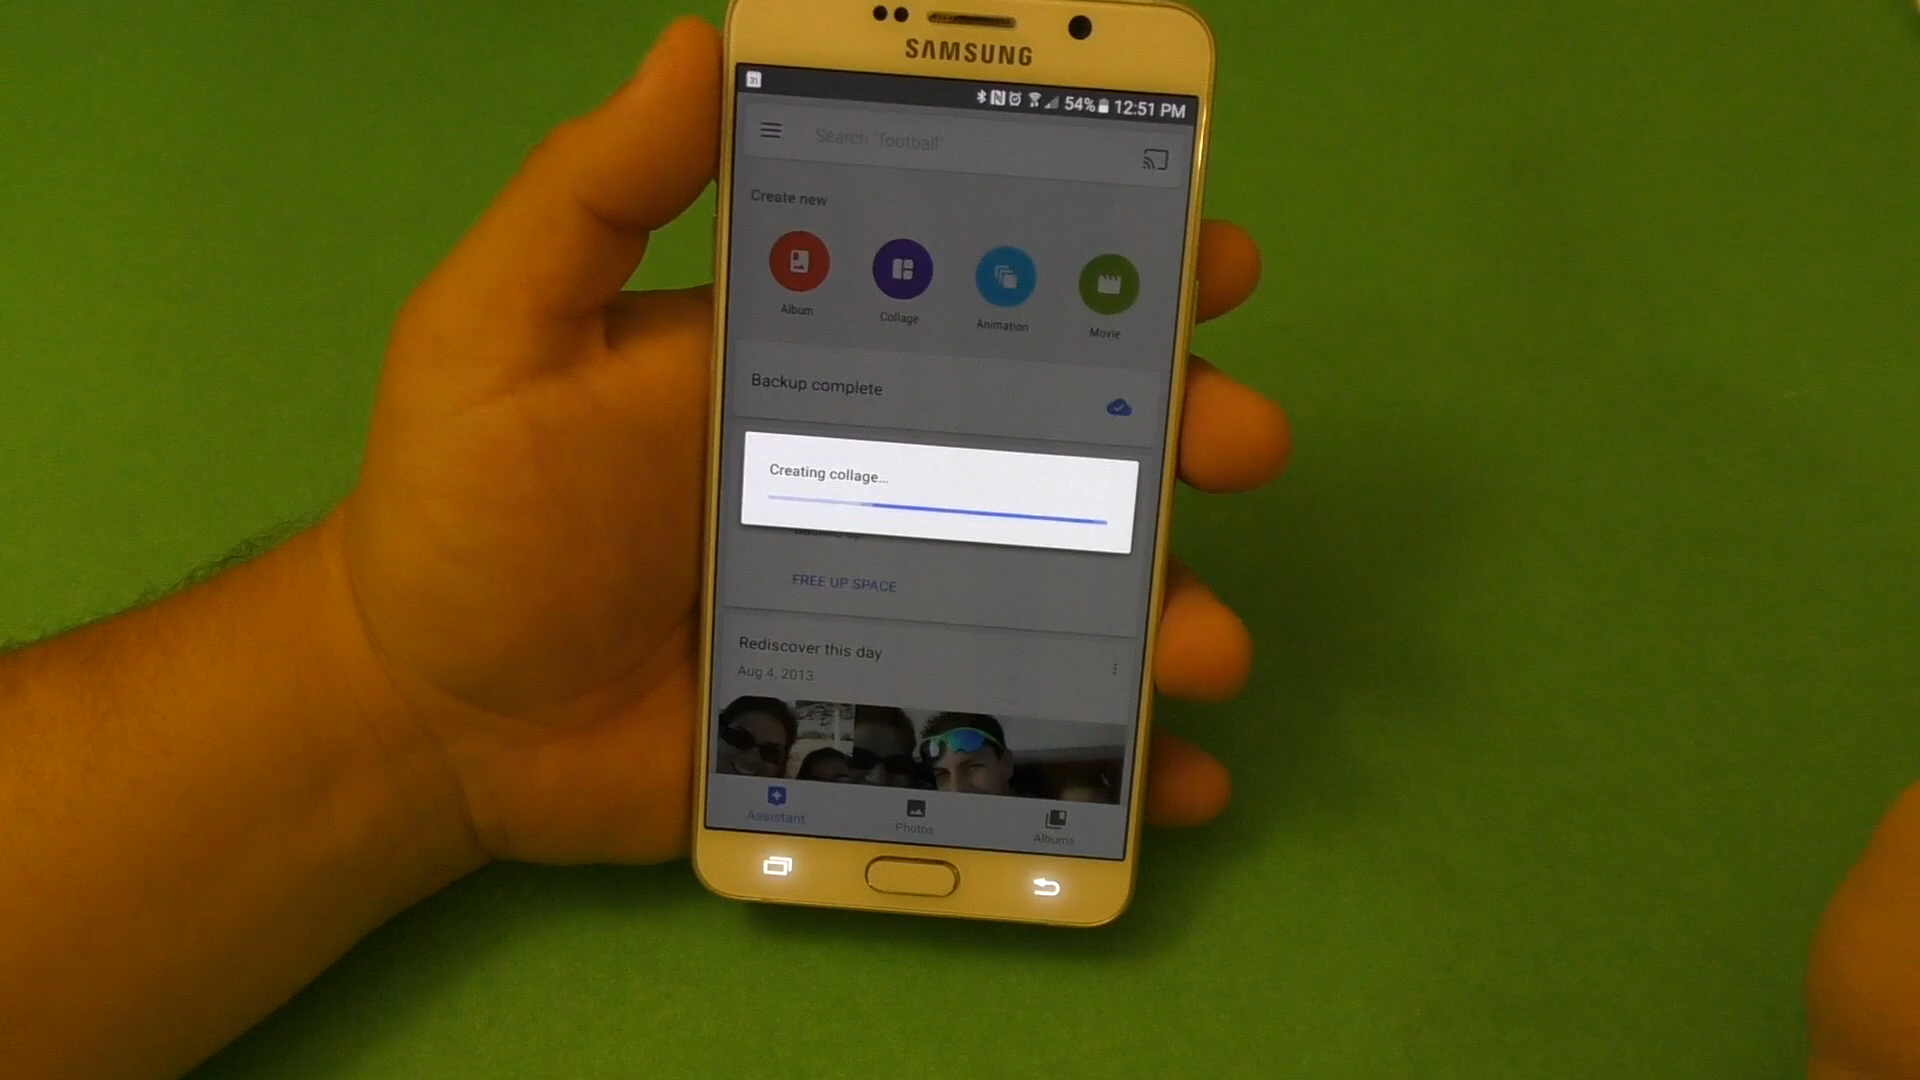 SAMSUNG
31
54% 12:51 PM
Search "football"
Create new
Album
Collage
Animation
Movie
Backup complete
Creating collage...
FREE UP SPACE
Rediscover this day
Aug 4, 2013
Assistant
Photos
Albums